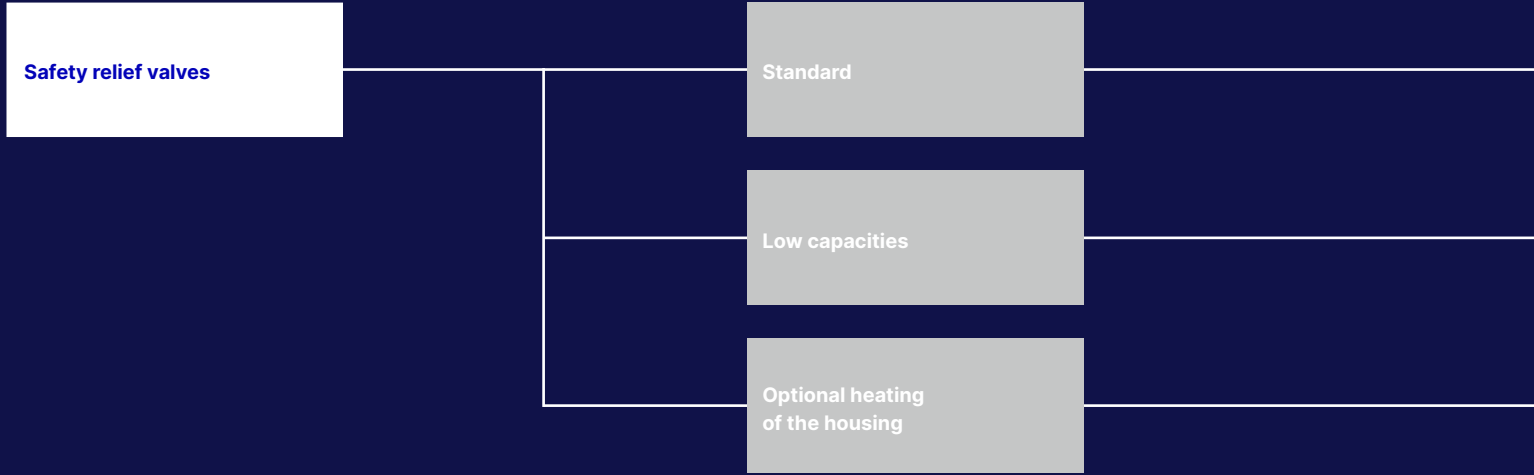 Safety relief valves
Standard
Low capacities
Optional heating
of the housing